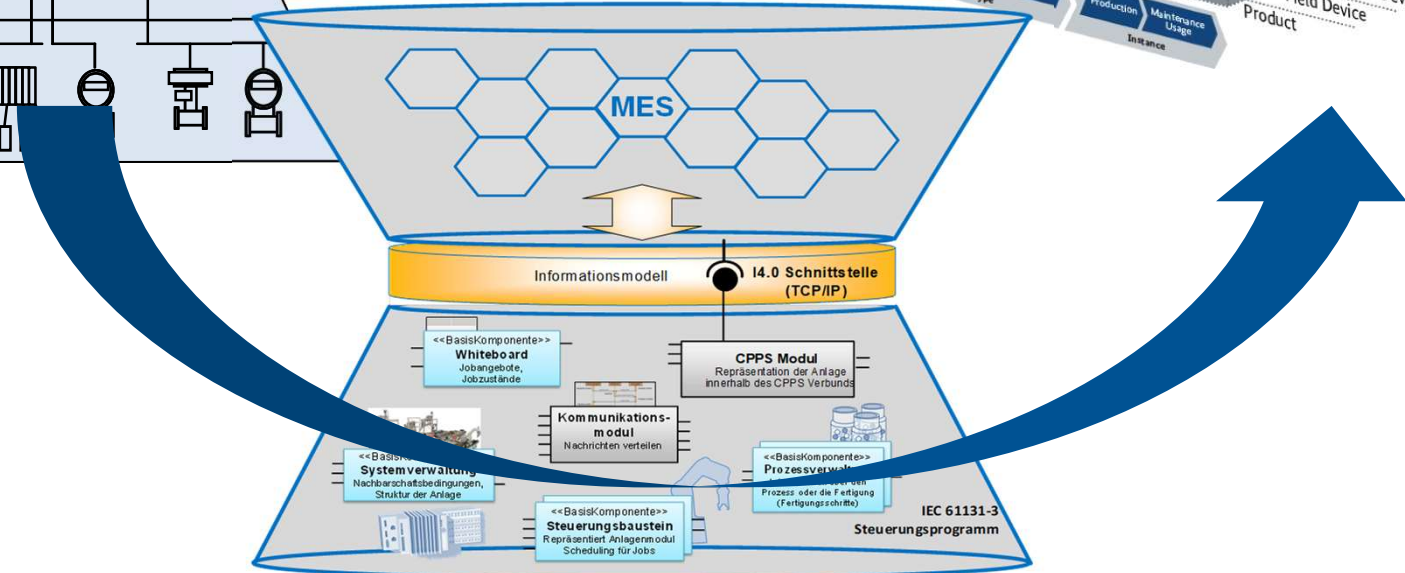 Production
Maintenance
Usage
Instance
Device
Product
MES
Informationsmodell
I4.0 Schnittstelle
(TCP/IP)
<<BasisKomponente>>
Whiteboard
Jobangebote,
Jobzustände
CPPS Modul
Repräsentation der Anlage
innerhalb des CPPS Verbunds
Kommunikations-
modul
Nachrichten verteilen
Systemverwaltung
Nachbarschaftsbedingungen,
Struktur der Anlage
<<BasisKomponente>>
Prozess oder die Fertigung
(Fertigungsschritte)
<<BasisKomponente>>
Steuerungsbaustein
Repräsentiert Anlagenmodul
Scheduling für Jobs
IEC 61131-3
Steuerungsprogramm